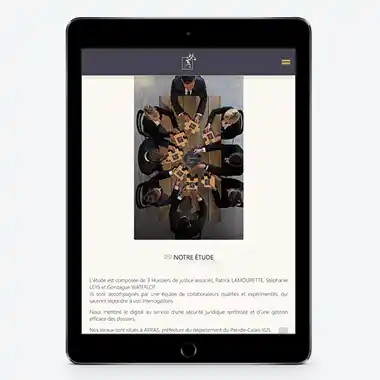 NOTRE ÉTUDE
L'étude est composée de 3 Huissiers de justice associés, Patrick LAMOURETTE, Stéphanie
LEYS et Gonzague WATERLOT
Ils sont accompagnés par une équipe de collaborateurs qualifiés et expérimentés, qui
sauront répondre à vos interrogations.
Nous mettons le digital au service d'une sécurité juridique renforcée et d'une gestion
efficace des dossiers.
Nos locaux sont situés à ARRAS, préfecture du département du Pas-de-Calais (62),